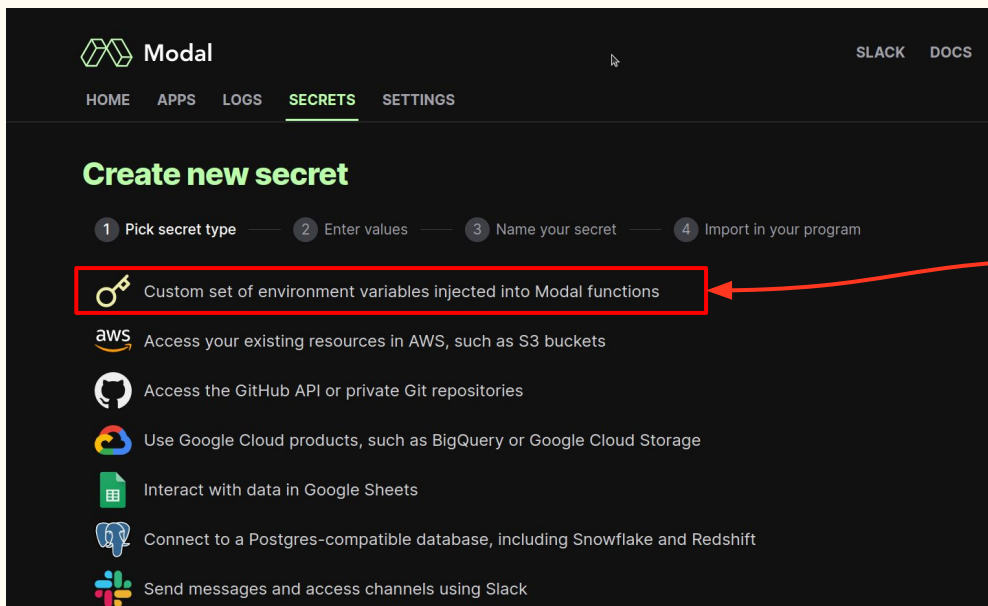 Modal
SLACK DOCS
HOME APPS LOGS SECRETS SETTINGS
Create new secret
1 Pick secret type 2 Enter values 3 Name your secret 4 Import in your program
Custom set of environment variables injected into Modal functions
aws Access your existing resources in AWS, such as S3 buckets
Access the GitHub API or private Git repositories
Use Google Cloud products, such as BigQuery or Google Cloud Storage
Interact with data in Google Sheets
Connect to a Postgres-compatible database, including Snowflake and Redshift
Send messages and access channels using Slack